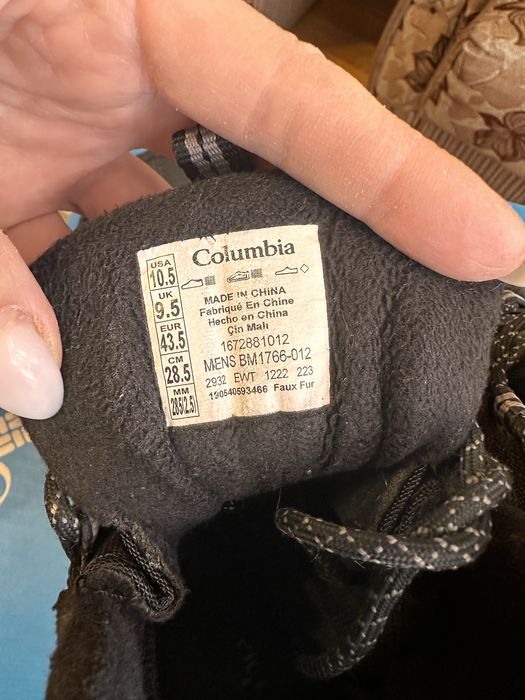 Columbia
USA
10.5
UK
9.5
EUR
43.5
CM
28.5
MM
285(2.5)
MADE IN CHINA
Fabriqué En Chine
Hecho en China
Çin Mali
1672881012
MENS BM1766-012
2932 EWT 1222 223
190540593466 Faux Fur